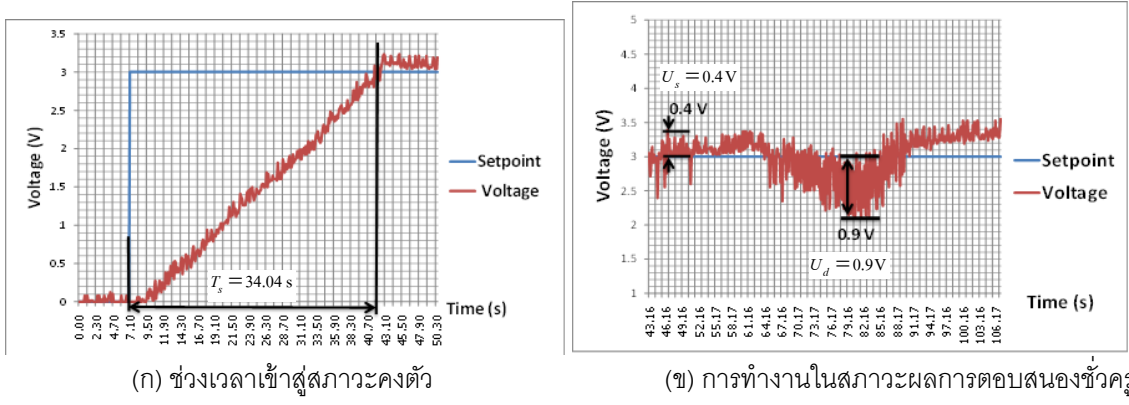 3.5
3
2.5
2
1.5
1
0.5
0
Voltage (V)
Setpoint
Voltage
T_s = 34.04 s
Time (s)
0.00 2.30 4.70 7.10 9.50 11.90 14.30 16.70 19.10 21.50 23.90 26.30 28.70 31.10 33.50 35.90 38.30 40.70 43.10 45.50 47.90 50.30
(ก) ช่วงเวลาเข้าสู่สภาวะคงตัว
5
4.5
4
3.5
3
2.5
2
1.5
1
Voltage (V)
U_s = 0.4 V
0.4 V
0.9 V
U_d = 0.9 V
Setpoint
Voltage
Time (s)
43.16 46.16 49.16 52.16 55.16 58.17 61.16 64.16 67.16 70.17 73.17 76.16 79.16 82.16 85.16 88.17 91.17 94.17 97.16 100.16 103.16 106.17
(ข) การทำงานในสภาวะผลการตอบสนองชั่วครู